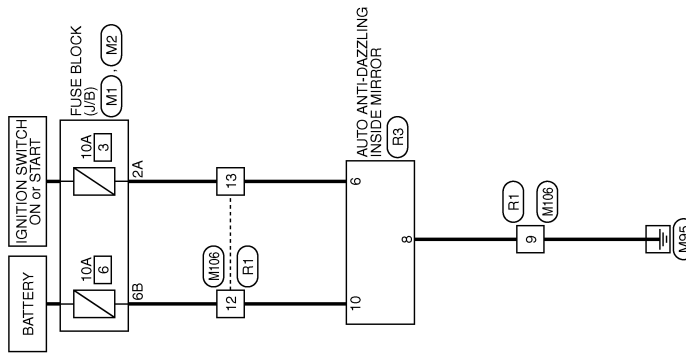 IGNITION SWITCH
ON or START
BATTERY
FUSE BLOCK
(J/B)
M1 , M2
10A
3
2A
10A
6
6B
13
M106
R1
12
AUTO ANTI-DAZZLING
INSIDE MIRROR
R3
6
10
8
R1
M106
9
M95